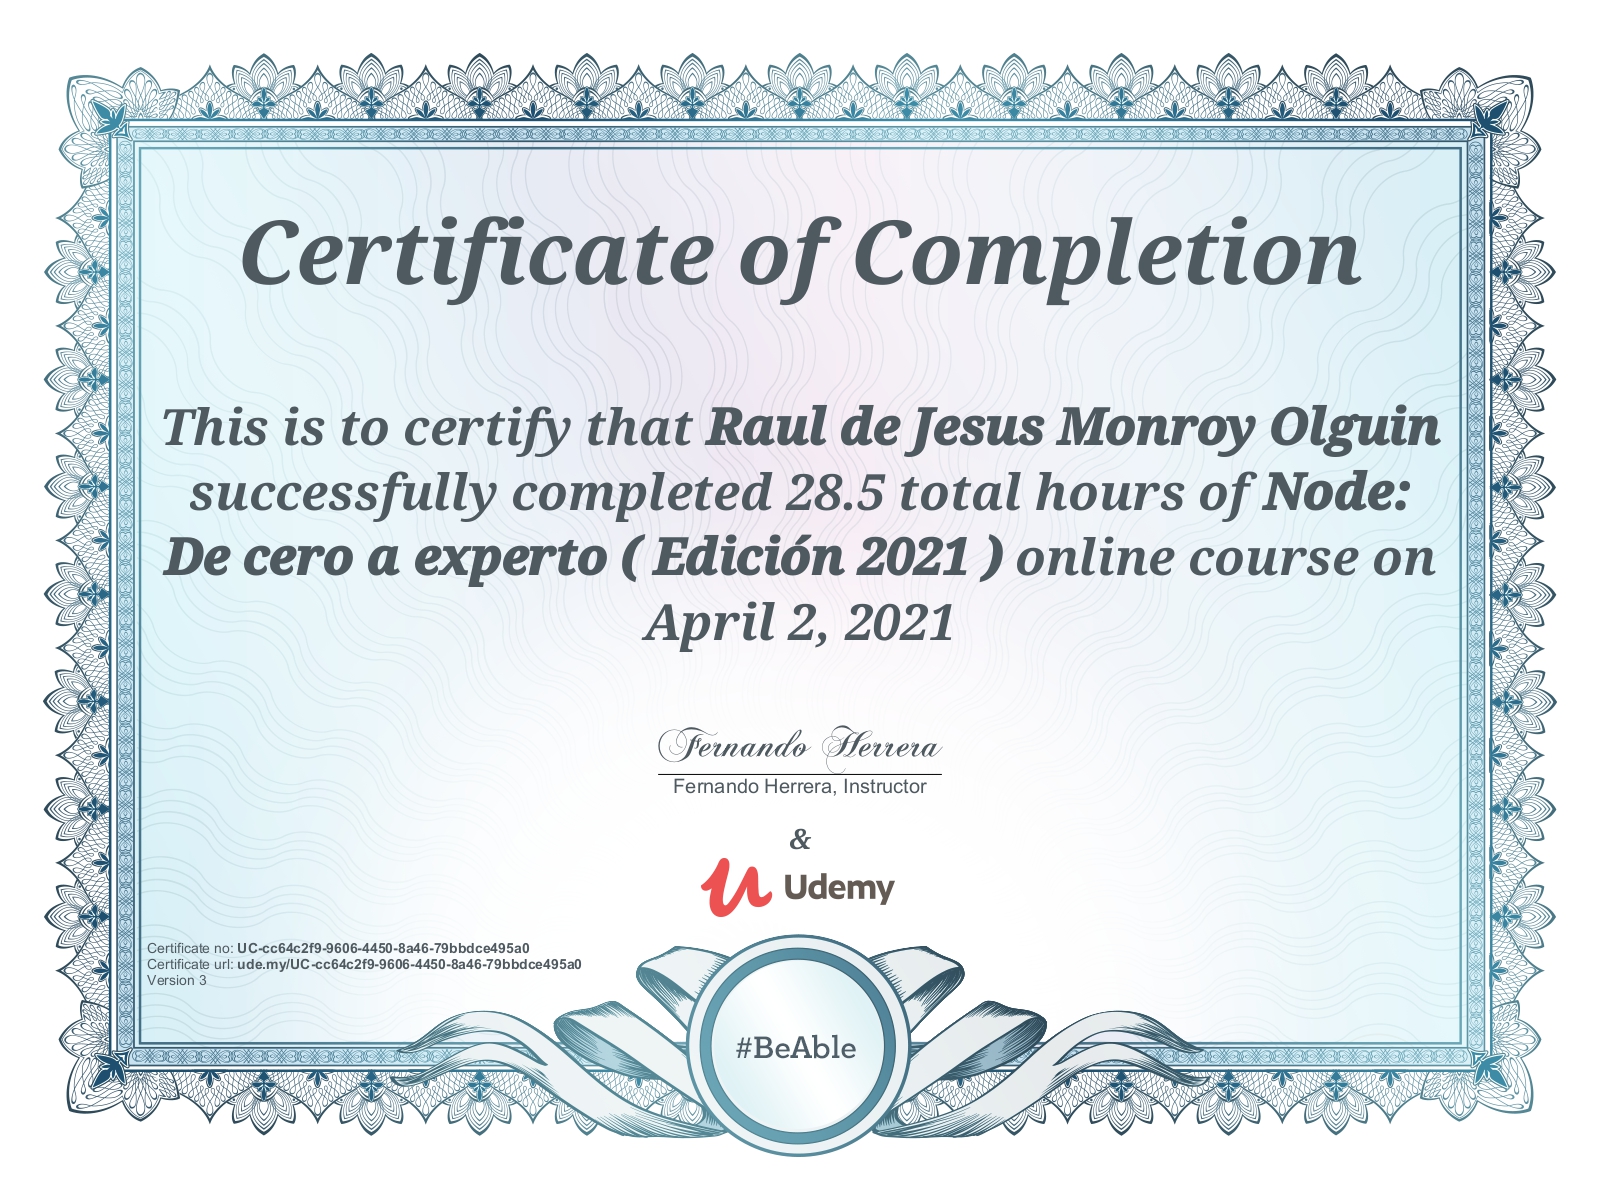 Certificate of Completion
This is to certify that Raul de Jesus Monroy Olguin
successfully completed 28.5 total hours of Node:
De cero a experto ( Edición 2021 ) online course on
April 2, 2021
Fernando Herrera
Fernando Herrera, Instructor
&
Udemy
Certificate no: UC-cc64c2f9-9606-4450-8a46-79bbdce495a0
Certificate url: ude.my/UC-cc64c2f9-9606-4450-8a46-79bbdce495a0
Version 3
#BeAble